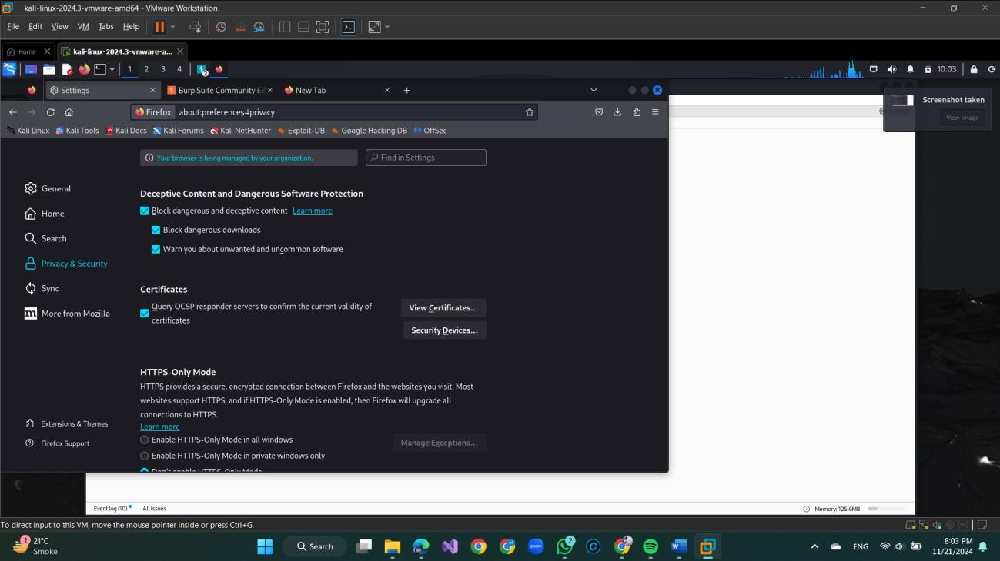 kali-linux-2024.3-vmware-amd64 - VMware Workstation
File Edit View VM Tabs Help
Home
kali-linux-2024.3-vmware-a...
1 2 3 4
2
10:03
Settings
Burp Suite Community Ed
New Tab
Screenshot taken
View image
Firefox about:preferences#privacy
Kali Linux Kali Tools Kali Docs Kali Forums Kali NetHunter Exploit-DB Google Hacking DB OffSec
Your browser is being managed by your organization.
Find in Settings
General
Home
Search
Privacy & Security
Sync
More from Mozilla
Extensions & Themes
Firefox Support
Deceptive Content and Dangerous Software Protection
Block dangerous and deceptive content Learn more
Block dangerous downloads
Warn you about unwanted and uncommon software
Certificates
Query OCSP responder servers to confirm the current validity of
certificates
View Certificates...
Security Devices...
HTTPS-Only Mode
HTTPS provides a secure, encrypted connection between Firefox and the websites you visit. Most
websites support HTTPS, and if HTTPS-Only Mode is enabled, then Firefox will upgrade all
connections to HTTPS.
Learn more
Enable HTTPS-Only Mode in all windows
Manage Exceptions...
Enable HTTPS-Only Mode in private windows only
Don't enable HTTPS-Only Mode
Event log (10) All issues
Memory: 125.6MB
To direct input to this VM, move the mouse pointer inside or press Ctrl+G.
1
21°C
Smoke
Search
zoom
2
ENG
8:03 PM
11/21/2024